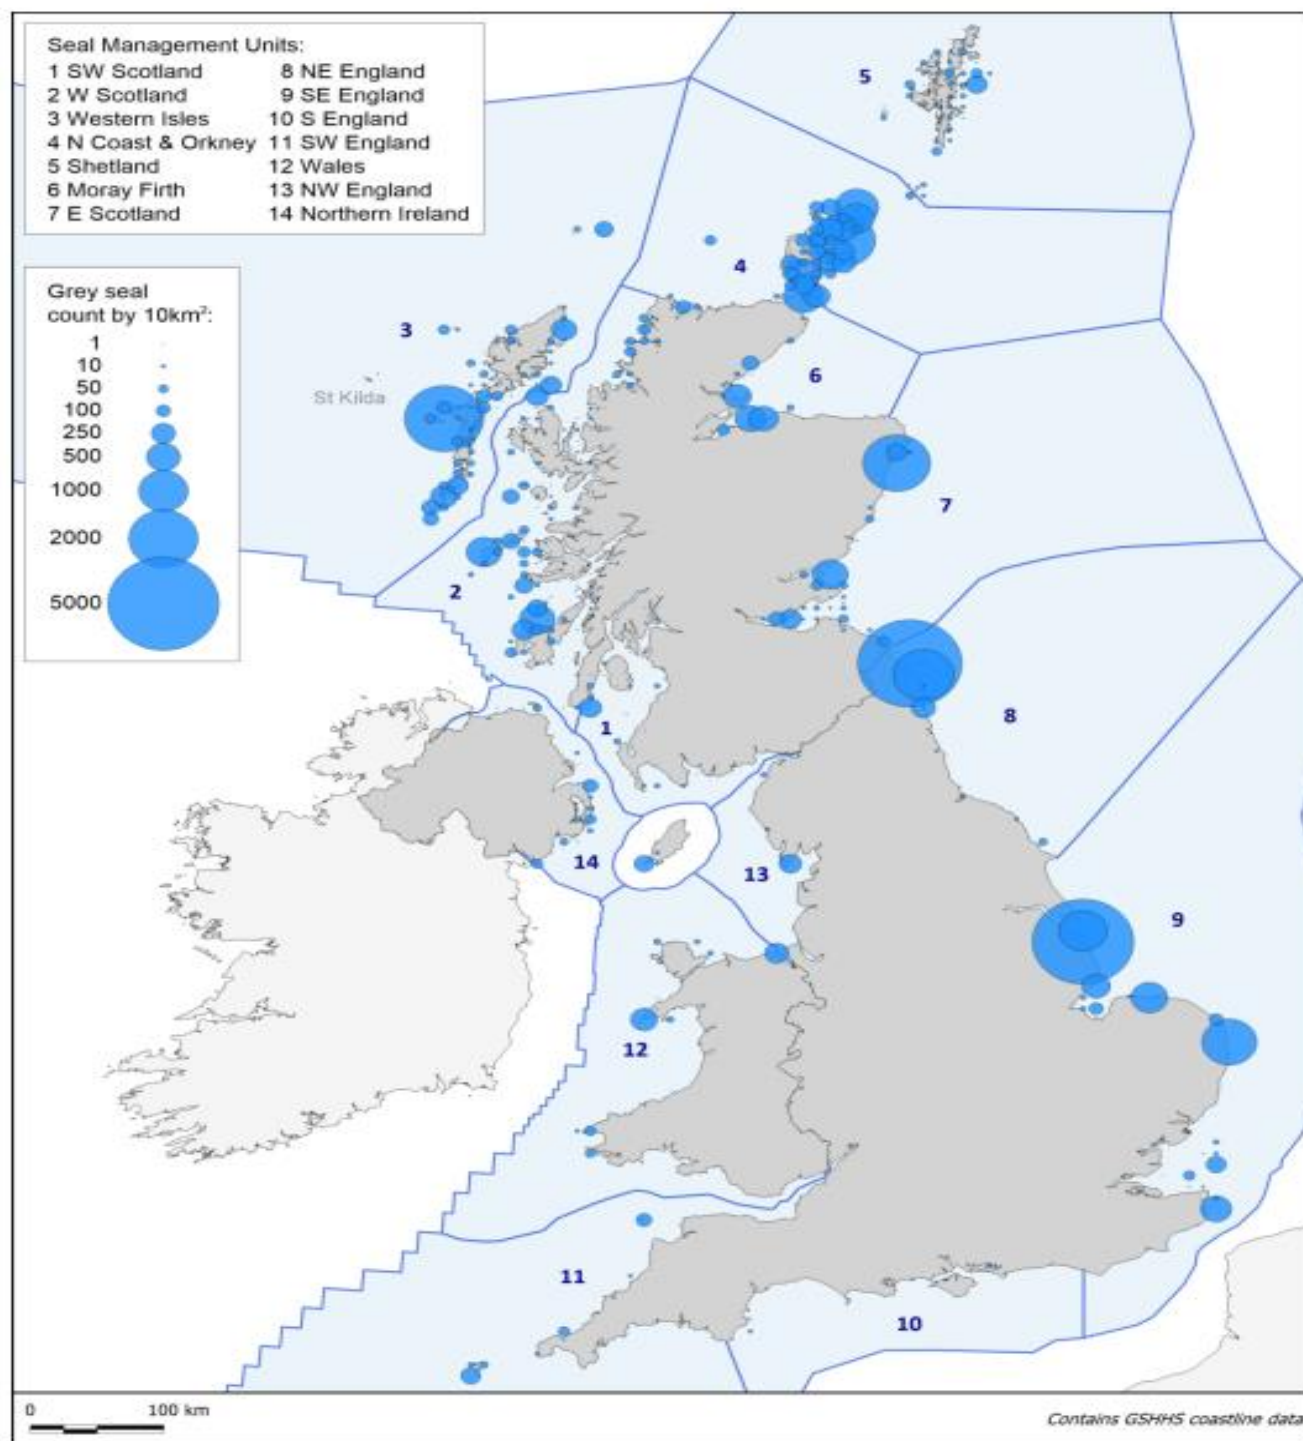 Seal Management Units:
1 SW Scotland 8 NE England
2 W Scotland 9 SE England
3 Western Isles 10 S England
4 N Coast & Orkney 11 SW England
5 Shetland 12 Wales
6 Moray Firth 13 NW England
7 E Scotland 14 Northern Ireland
Grey seal
count by 10km²:
1
10
50
100
250
500
1000
2000
5000
5
4
3
St Kilda
6
7
2
1
8
14
13
9
12
11
10
0 100 km
Contains GSHHS coastline data